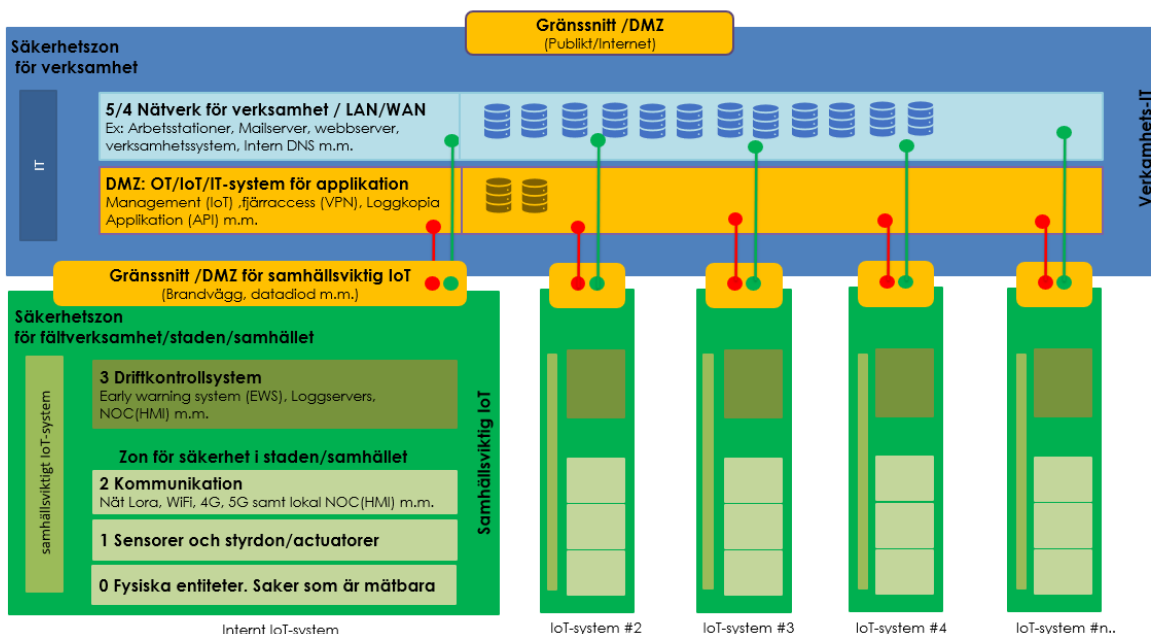 Gränssnitt /DMZ
(Publikt/Internet)
Säkerhetszon
för verksamhet
IT
5/4 Nätverk för verksamhet / LAN/WAN
Ex: Arbetsstationer, Mailserver, webbserver,
verksamhetssystem, Intern DNS m.m.
DMZ: OT/IoT/IT-system för applikation
Management (IoT) ,fjärraccess (VPN), Loggkopia
Applikation (API) m.m.
Verkamhets-IT
Gränssnitt /DMZ för samhällsviktig IoT
(Brandvägg, datadiod m.m.)
Säkerhetszon
för fältverksamhet/staden/samhället
samhällsviktigt IoT-system
3 Driftkontrollsystem
Early warning system (EWS), Loggservers,
NOC(HMI) m.m.
Zon för säkerhet i staden/samhället
2 Kommunikation
Nät Lora, WiFi, 4G, 5G samt lokal NOC(HMI) m.m.
1 Sensorer och styrdon/actuatorer
0 Fysiska entiteter. Saker som är mätbara
Samhällsviktig IoT
Internt IoT-system
IoT-system #2
IoT-system #3
IoT-system #4
IoT-system #n..